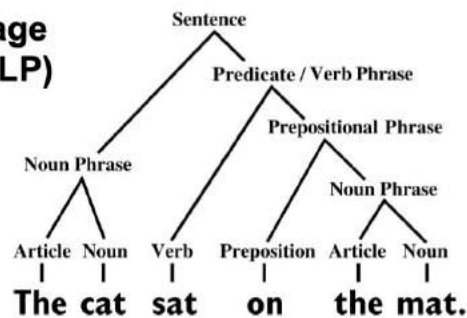 age
LP)
Sentence
Predicate / Verb Phrase
Prepositional Phrase
Noun Phrase
Noun Phrase
Article Noun Verb Preposition Article Noun
The cat sat on the mat.